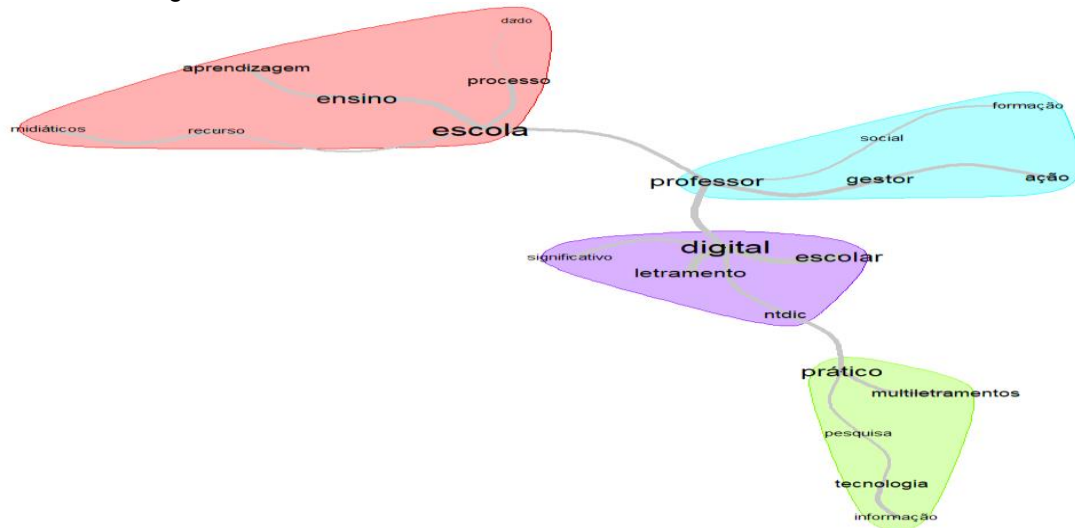 dado
aprendizagem
processo
ensino
midiáticos
recurso
escola
formação
social
professor
gestor
ação
digital
significativo
escolar
letramento
ntdic
prático
multiletramentos
pesquisa
tecnologia
informação